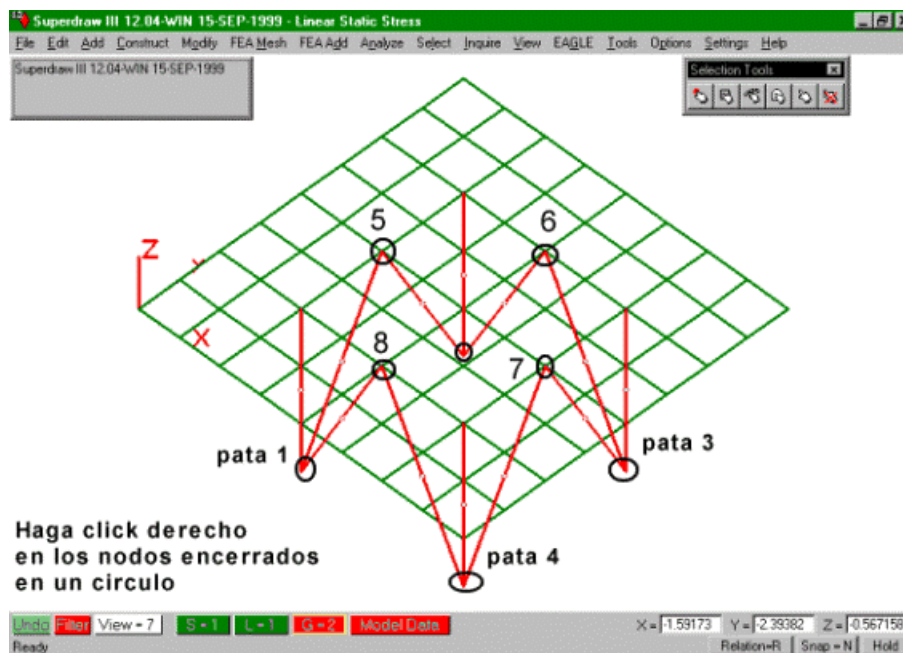 Superdraw III 12.04-WIN 15-SEP-1999 - Linear Static Stress
File Edit Add Construct Modify FEA Mesh FEA Add Analyze Select Inquire View EAGLE Tools Options Settings Help
Superdraw III 12.04-WIN 15-SEP-1999
Selection Tools
5
6
Z
Y
X
8
7
pata 1
pata 3
pata 4
Haga click derecho
en los nodos encerrados
en un circulo
Undo Filter View = 7 S = 1 L = 1 G = 2 Model Data X = -1.59173 Y = -2.39382 Z = -0.567158
Ready Relation=R Snap = N Hold